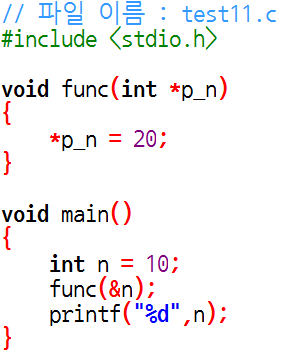 // 파일 이름 : test11.c
#include <stdio.h>

void func(int *p_n)
{
    *p_n = 20;
}

void main()
{
    int n = 10;
    func(&n);
    printf("%d",n);
}